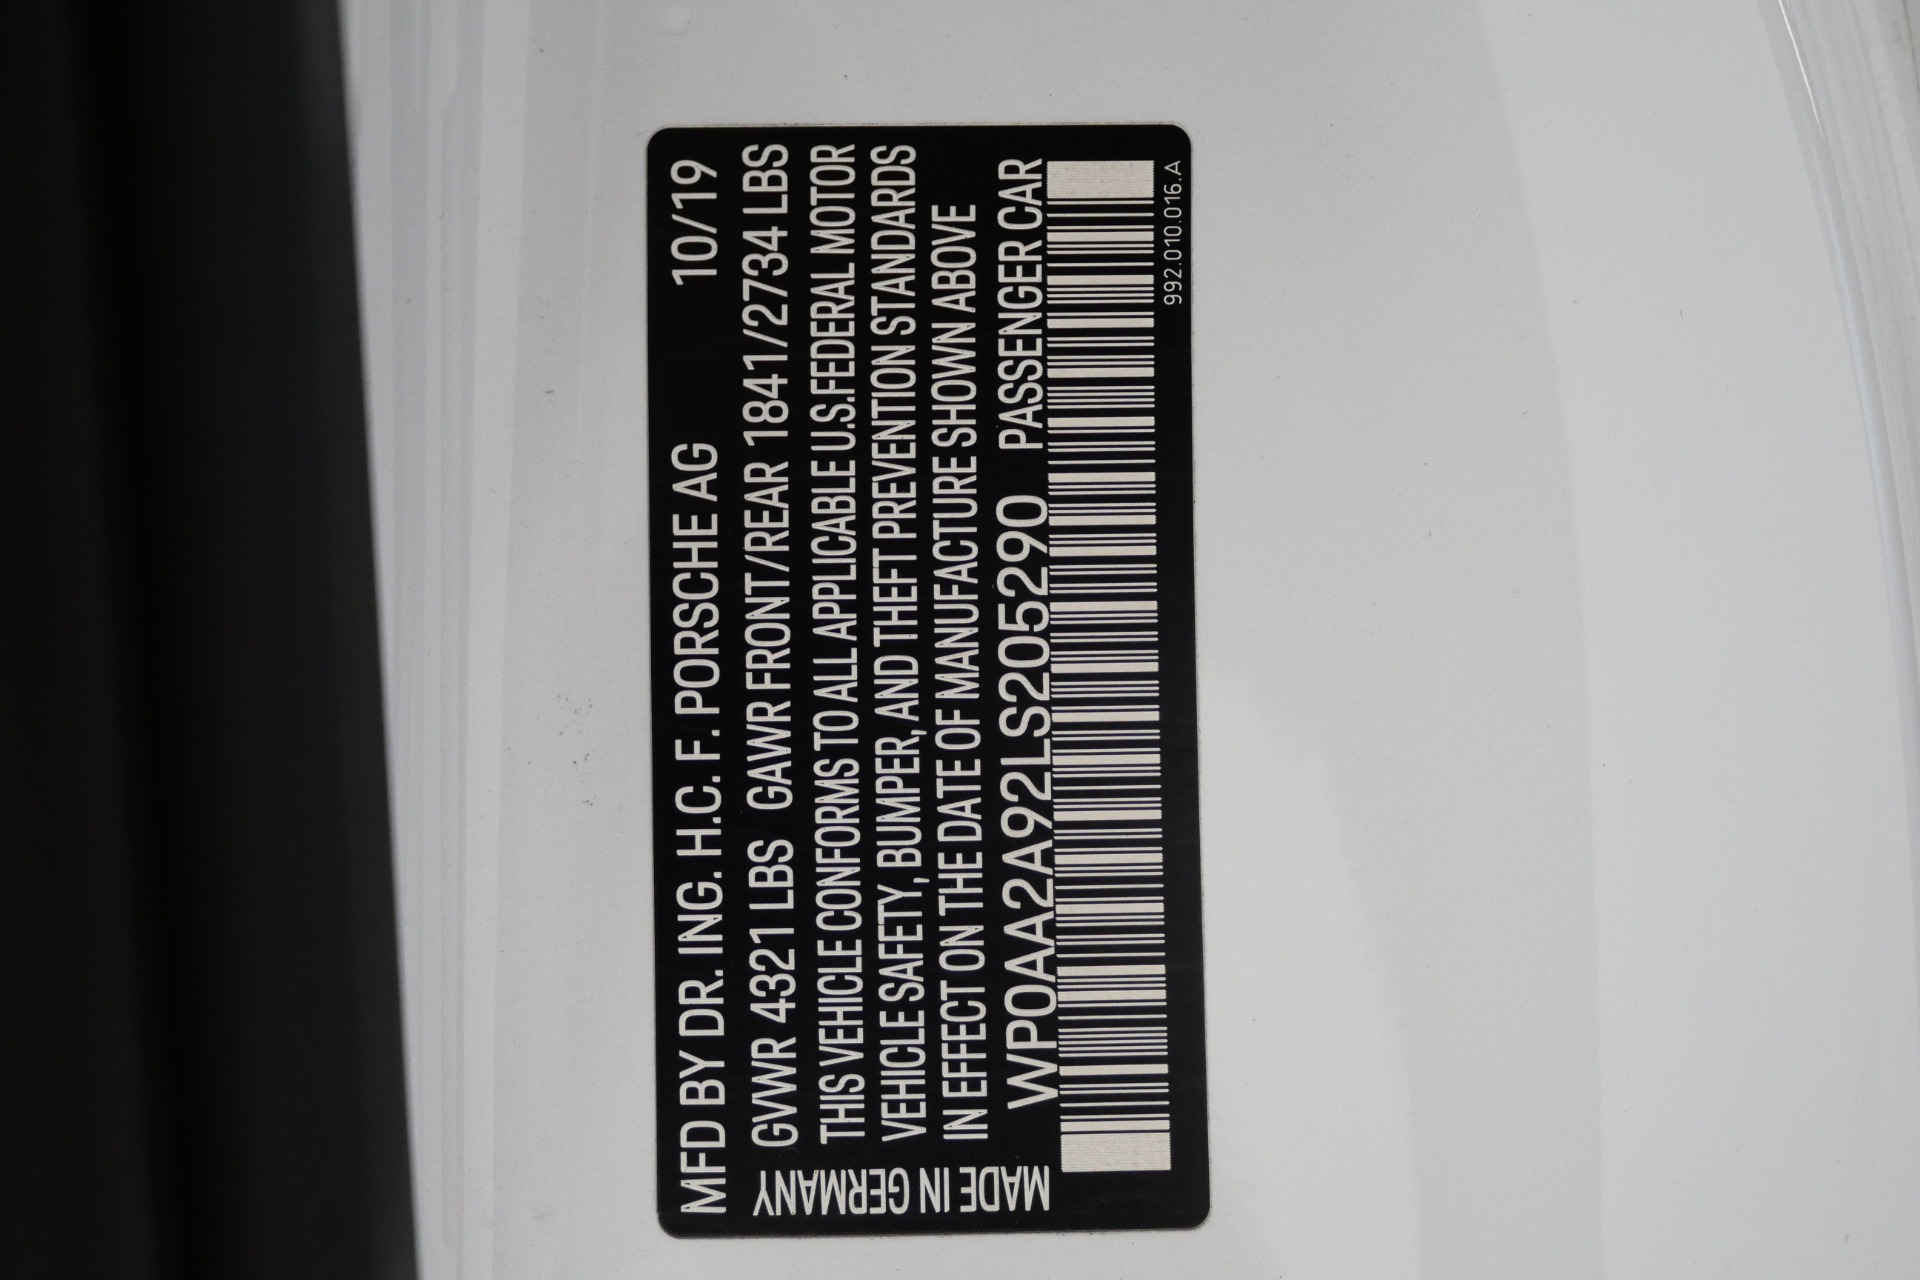 MFD BY DR. ING. H.C. F. PORSCHE AG 10/19
GVWR 4321 LBS GAWR FRONT/REAR 1841/2734 LBS
THIS VEHICLE CONFORMS TO ALL APPLICABLE U.S.FEDERAL MOTOR
VEHICLE SAFETY, BUMPER, AND THEFT PREVENTION STANDARDS
IN EFFECT ON THE DATE OF MANUFACTURE SHOWN ABOVE
WP0AA2A92LS205290 PASSENGER CAR
992.010.016.A
MADE IN GERMANY